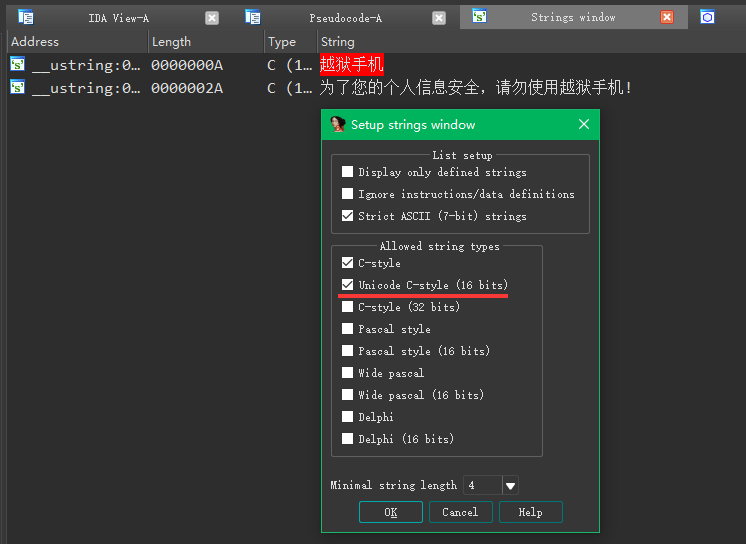 IDA View-A Pseudocode-A Strings window
Address Length Type String
__ustring:0… 0000000A C (1… 越狱手机
__ustring:0… 0000002A C (1… 为了您的个人信息安全，请勿使用越狱手机！
Setup strings window
List setup
Display only defined strings
Ignore instructions/data definitions
Strict ASCII (7-bit) strings
Allowed string types
C-style
Unicode C-style (16 bits)
C-style (32 bits)
Pascal style
Pascal style (16 bits)
Wide pascal
Wide pascal (16 bits)
Delphi
Delphi (16 bits)
Minimal string length 4
OK Cancel Help